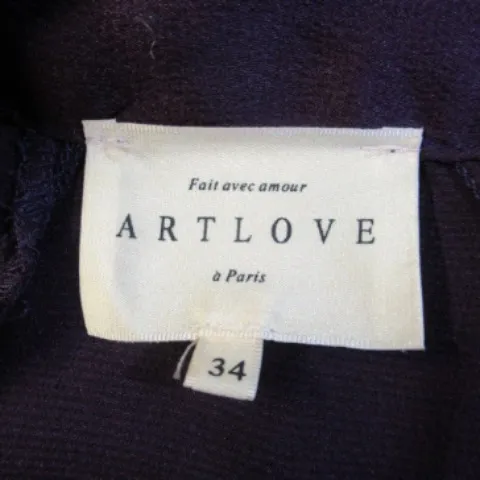 Fait avec amour
ARTLOVE
à Paris
34